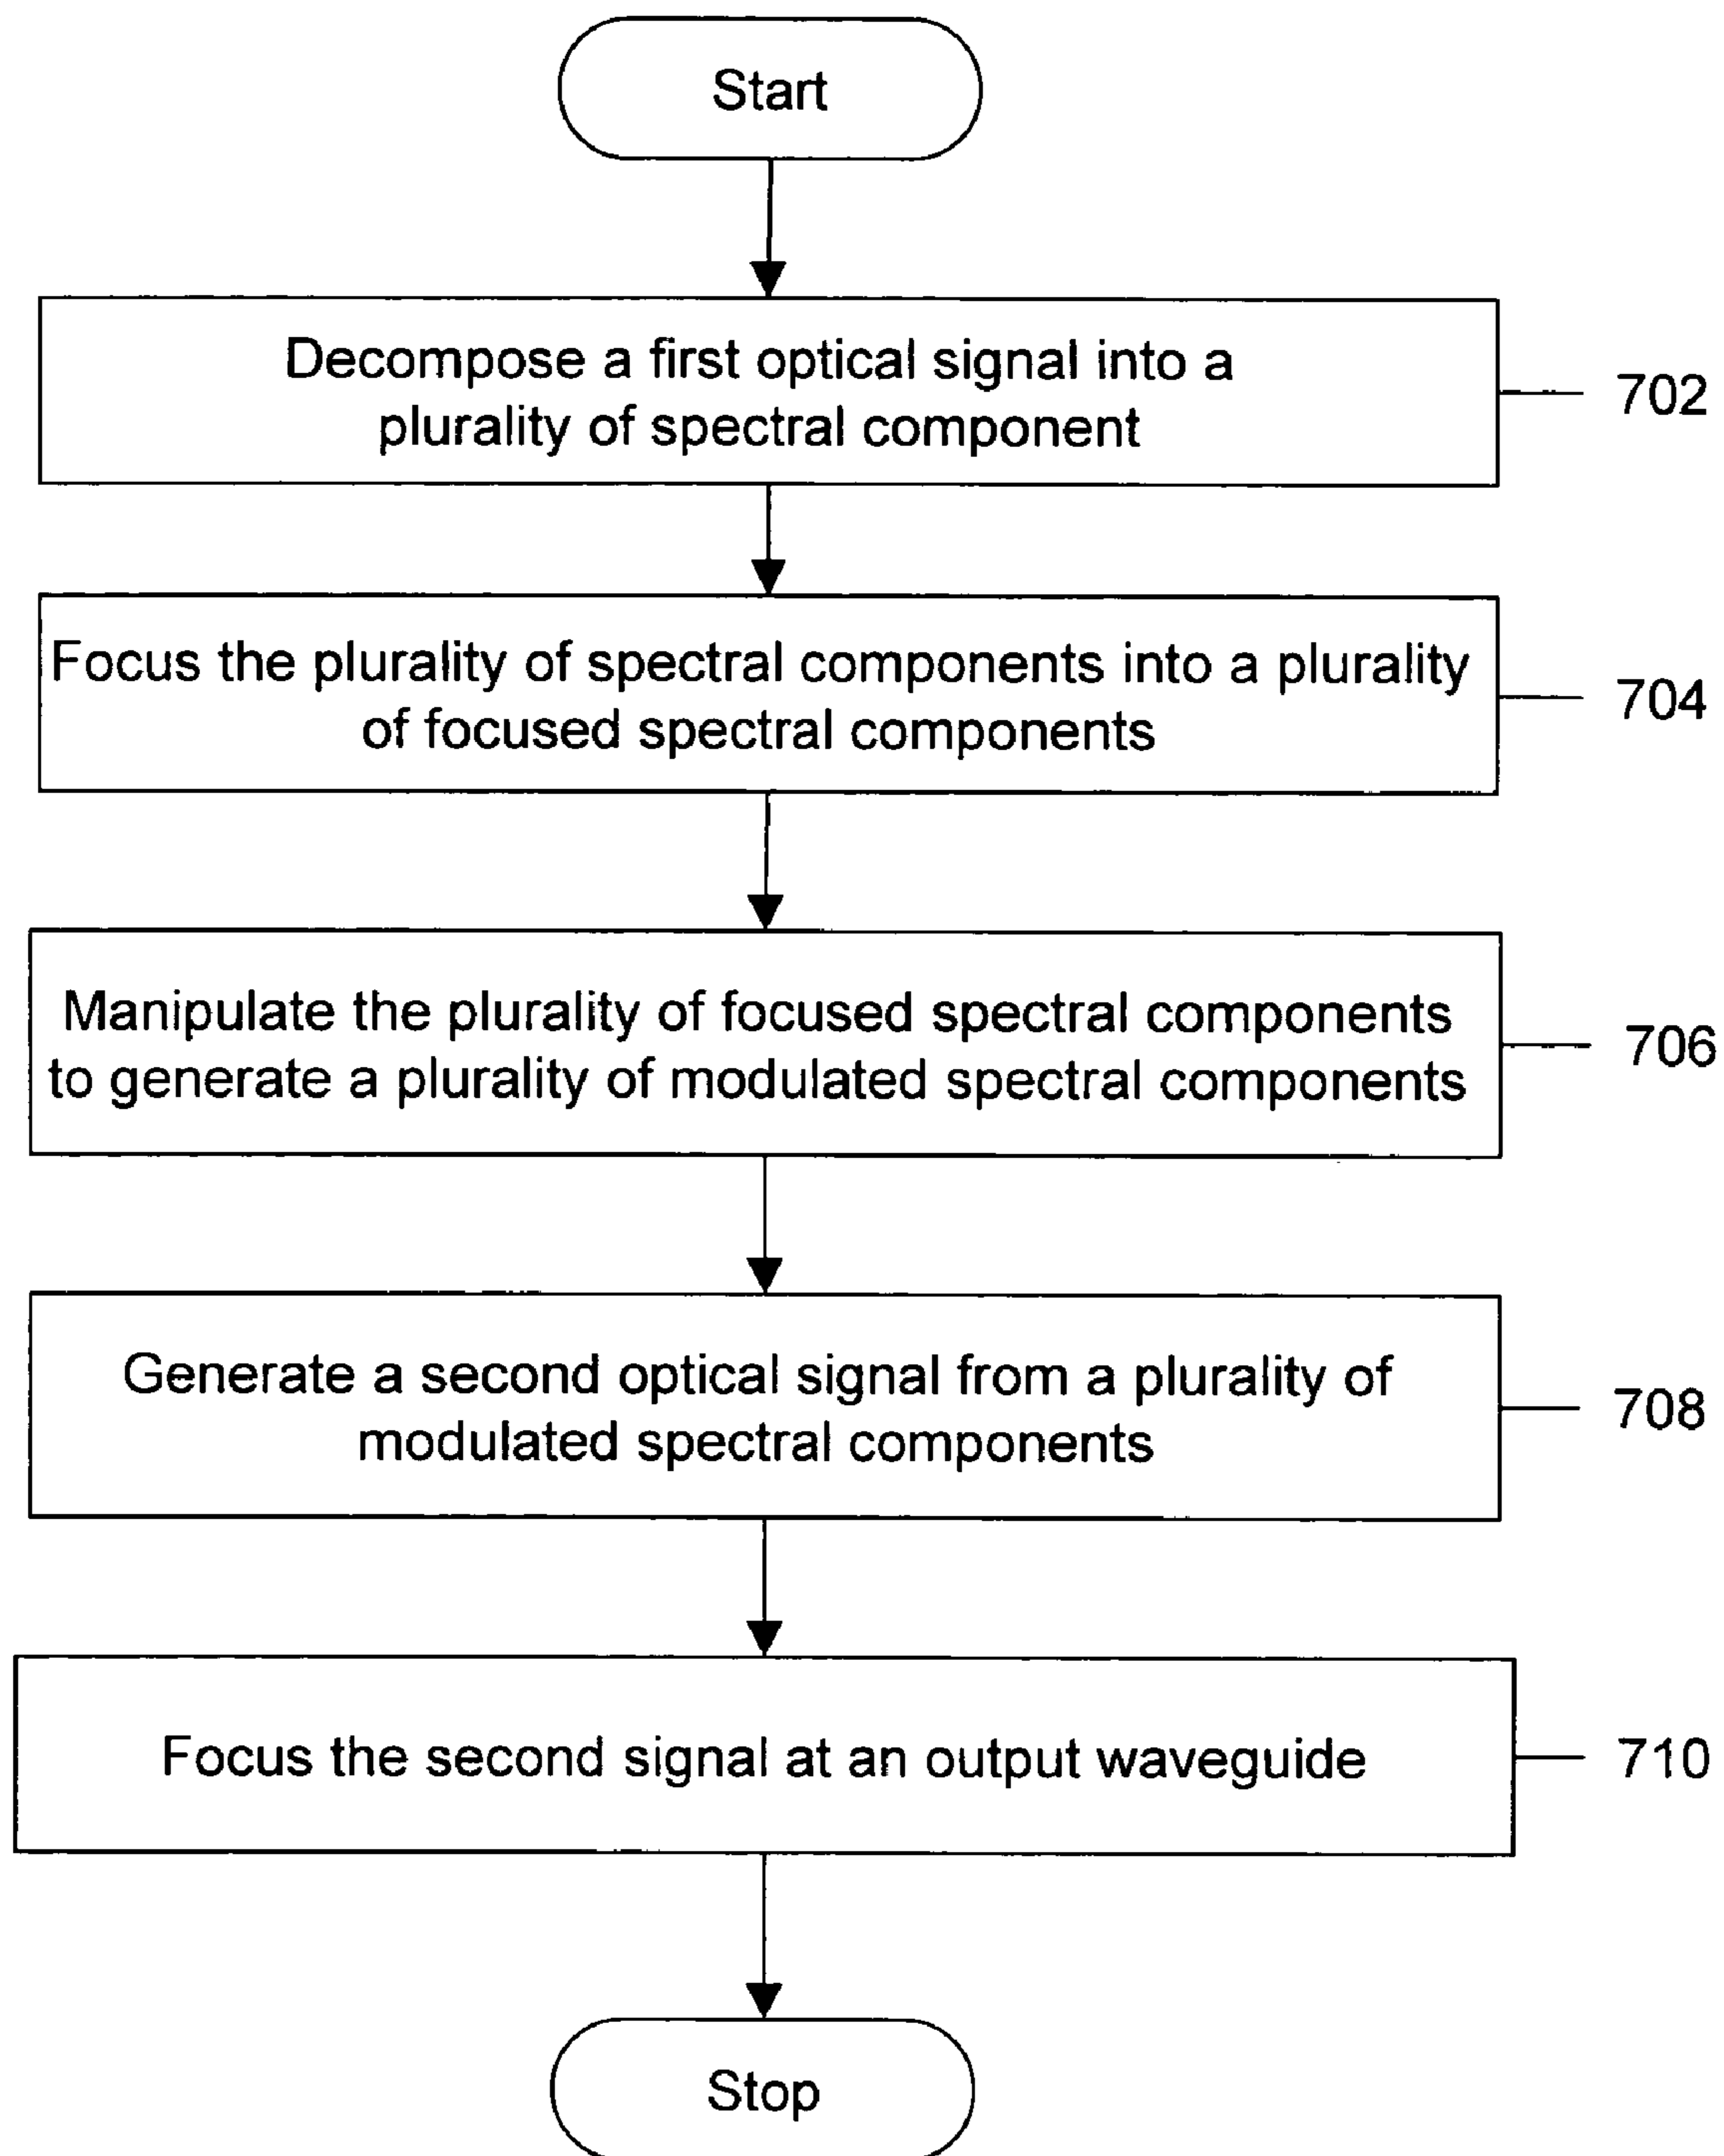 Start
Decompose a first optical signal into a
plurality of spectral component
702
Focus the plurality of spectral components into a plurality
of focused spectral components
704
Manipulate the plurality of focused spectral components
to generate a plurality of modulated spectral components
706
Generate a second optical signal from a plurality of
modulated spectral components
708
Focus the second signal at an output waveguide
710
Stop